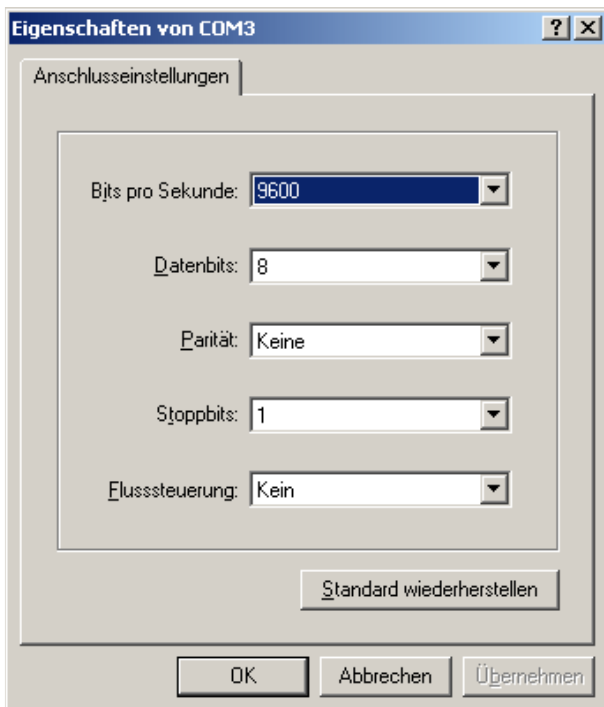 Eigenschaften von COM3
Anschlusseinstellungen
Bits pro Sekunde: 9600
Datenbits: 8
Parität: Keine
Stoppbits: 1
Flusssteuerung: Kein
Standard wiederherstellen
OK Abbrechen Übernehmen